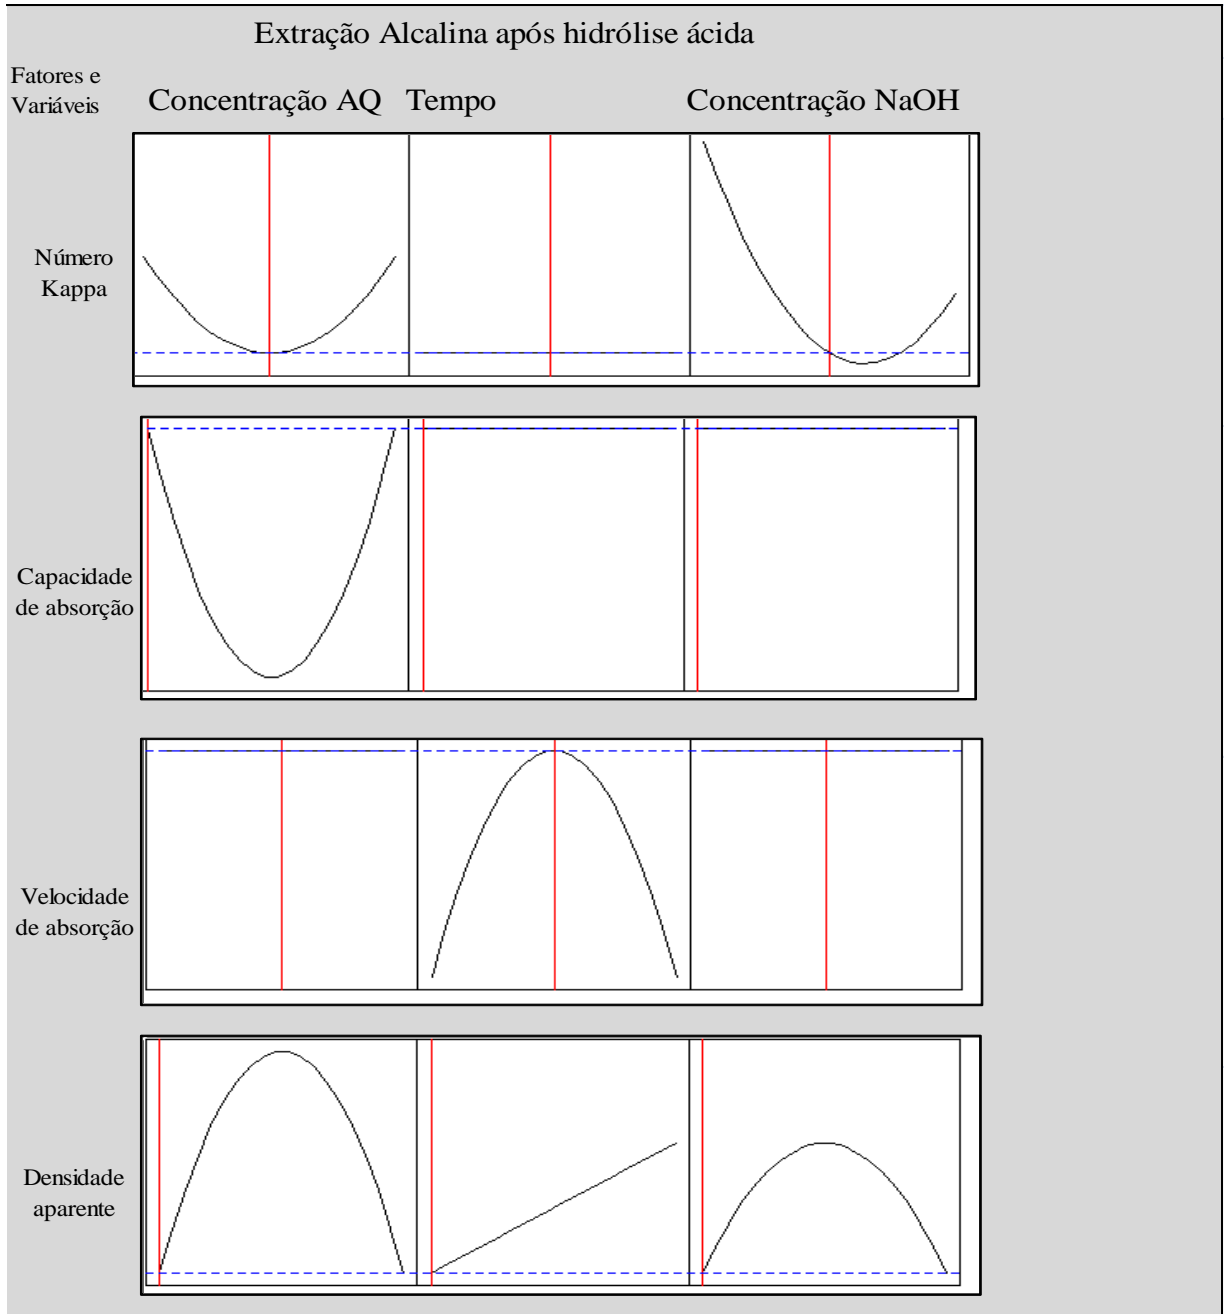 Extração Alcalina após hidrólise ácida
Fatores e
Variáveis
Concentração AQ Tempo Concentração NaOH
Número
Kappa
Capacidade
de absorção
Velocidade
de absorção
Densidade
aparente